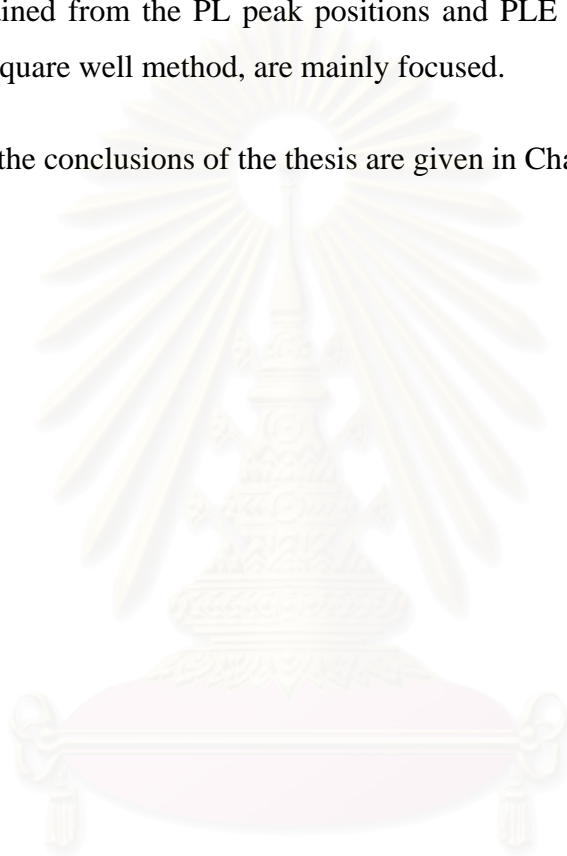 ined from the PL peak positions and PLE
quare well method, are mainly focused.
the conclusions of the thesis are given in Cha